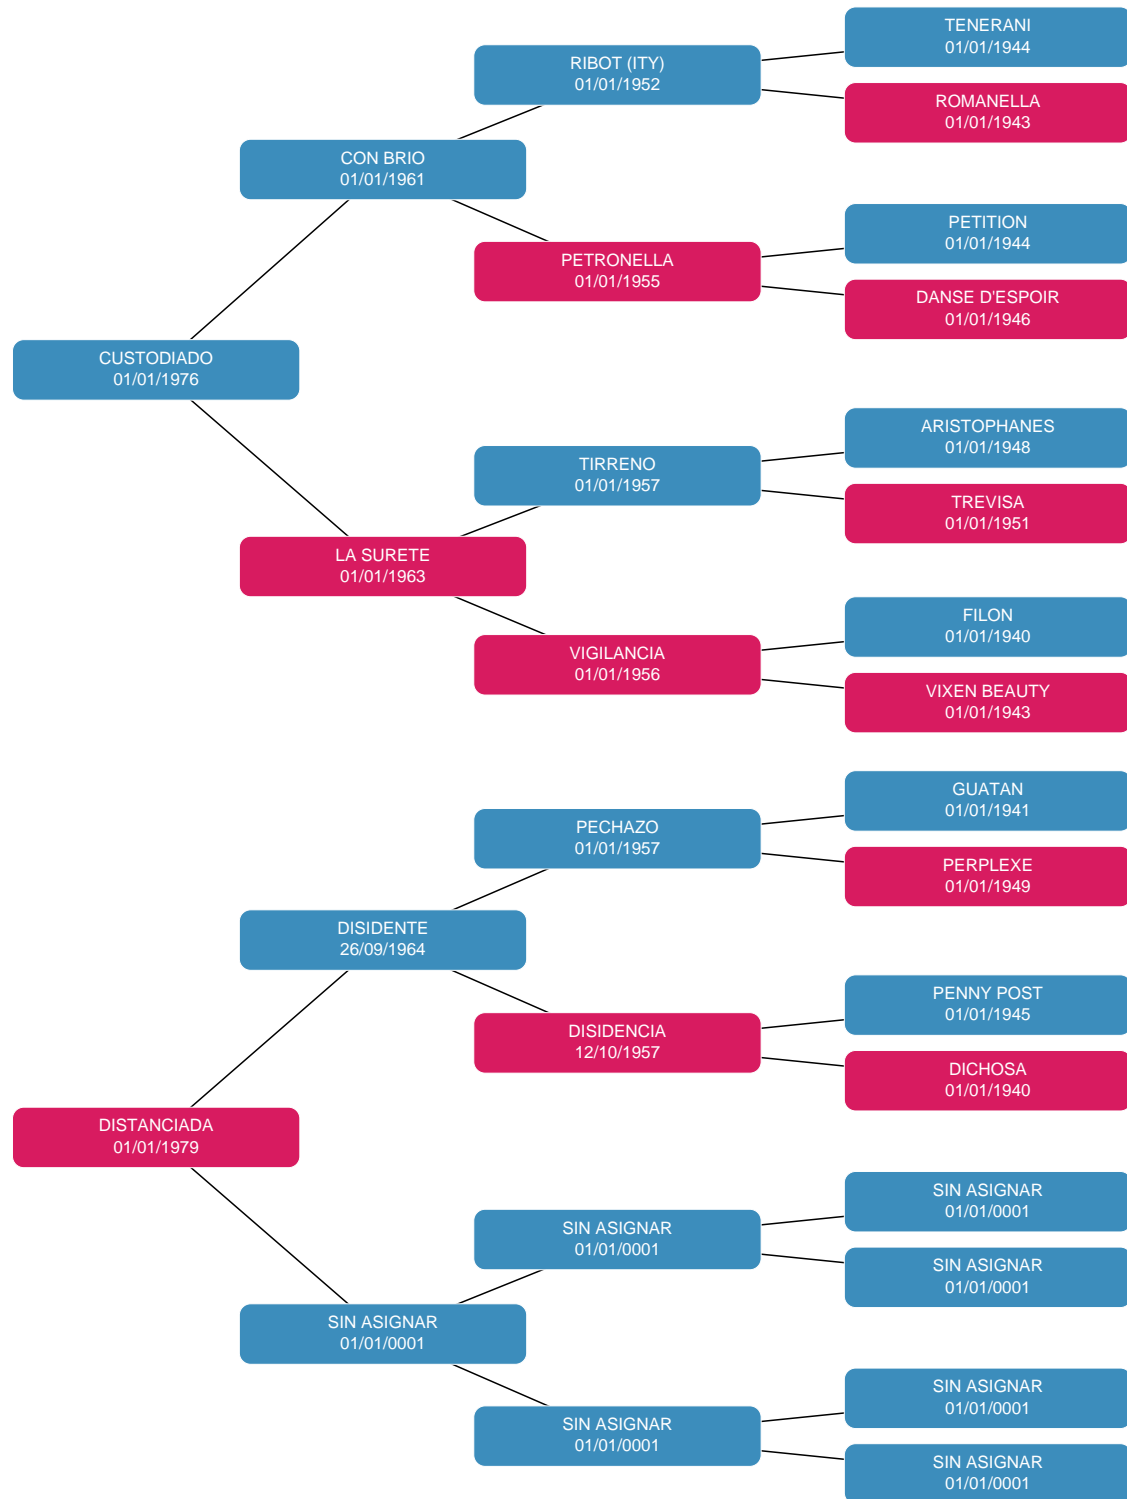 TENERANI
01/01/1944
RIBOT (ITY)
01/01/1952
ROMANELLA
01/01/1943
CON BRIO
01/01/1961
PETITION
01/01/1944
PETRONELLA
01/01/1955
DANSE D'ESPOIR
01/01/1946
CUSTODIADO
01/01/1976
ARISTOPHANES
01/01/1948
TIRRENO
01/01/1957
TREVISA
01/01/1951
LA SURETE
01/01/1963
FILON
01/01/1940
VIGILANCIA
01/01/1956
VIXEN BEAUTY
01/01/1943
GUATAN
01/01/1941
PECHAZO
01/01/1957
PERPLEXE
01/01/1949
DISIDENTE
26/09/1964
PENNY POST
01/01/1945
DISIDENCIA
12/10/1957
DICHOSA
01/01/1940
DISTANCIADA
01/01/1979
SIN ASIGNAR
01/01/0001
SIN ASIGNAR
01/01/0001
SIN ASIGNAR
01/01/0001
SIN ASIGNAR
01/01/0001
SIN ASIGNAR
01/01/0001
SIN ASIGNAR
01/01/0001
SIN ASIGNAR
01/01/0001